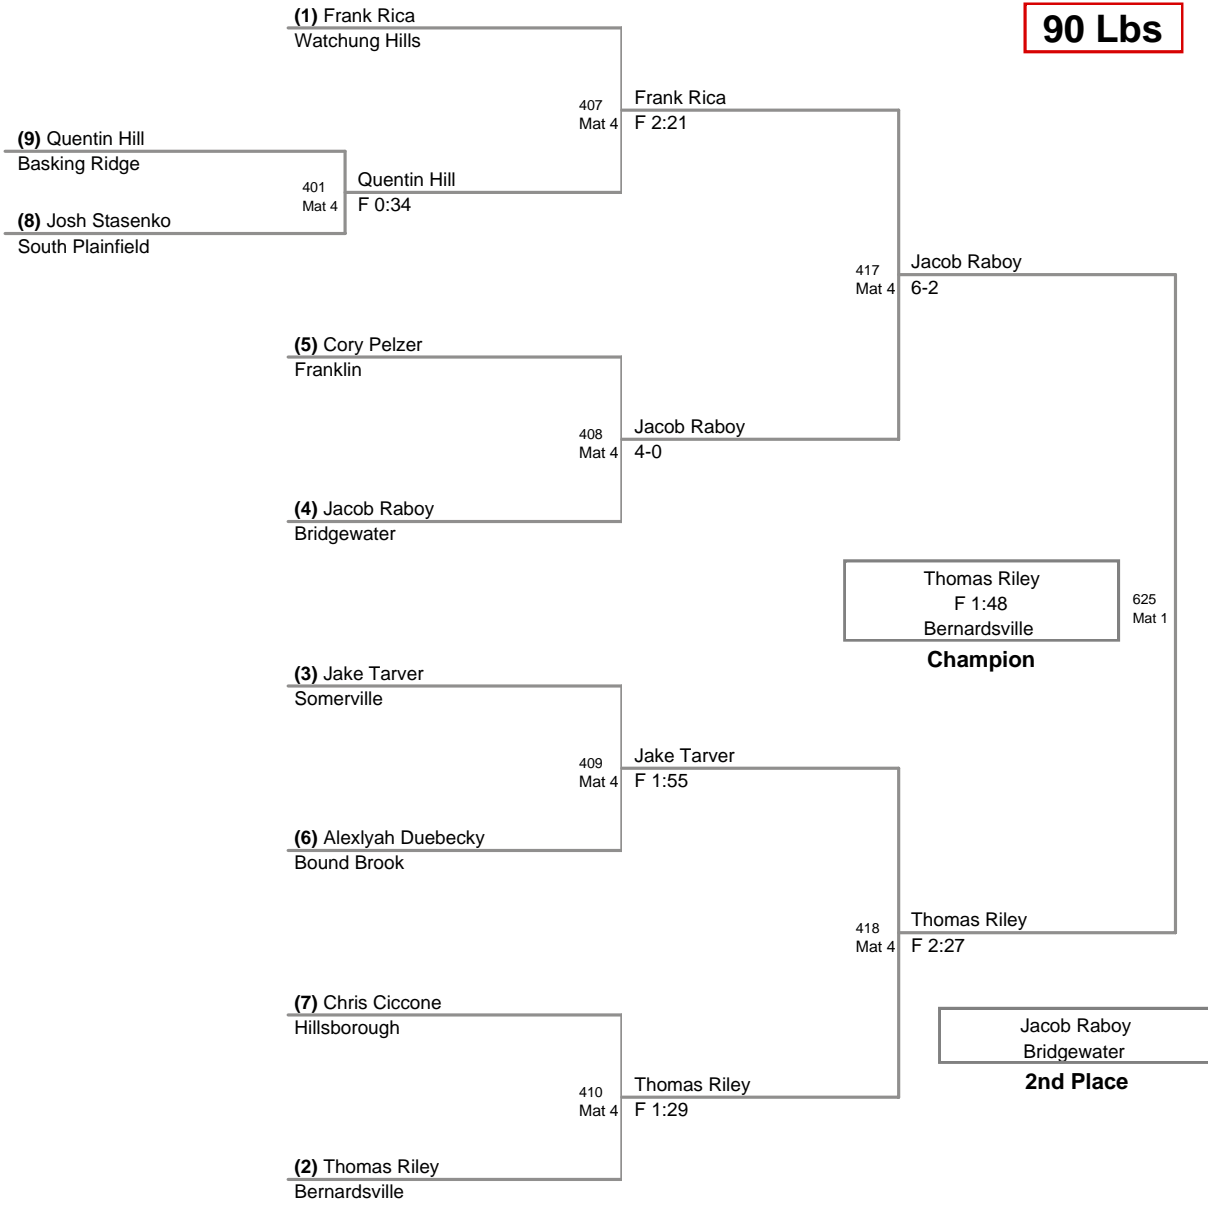 (1) Frank Rica
Watchung Hills
90 Lbs
407
Mat 4
Frank Rica
F 2:21
(9) Quentin Hill
Basking Ridge
401
Mat 4
Quentin Hill
F 0:34
(8) Josh Stasenko
South Plainfield
417
Mat 4
Jacob Raboy
6-2
(5) Cory Pelzer
Franklin
408
Mat 4
Jacob Raboy
4-0
(4) Jacob Raboy
Bridgewater
Thomas Riley
F 1:48
Bernardsville
Champion
625
Mat 1
(3) Jake Tarver
Somerville
409
Mat 4
Jake Tarver
F 1:55
(6) Alexlyah Duebecky
Bound Brook
418
Mat 4
Thomas Riley
F 2:27
(7) Chris Ciccone
Hillsborough
Jacob Raboy
Bridgewater
2nd Place
410
Mat 4
Thomas Riley
F 1:29
(2) Thomas Riley
Bernardsville